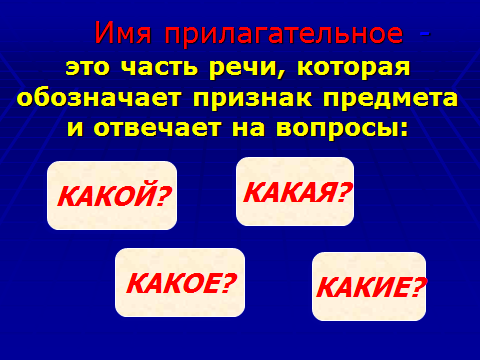 Имя прилагательное -
это часть речи, которая
обозначает признак предмета
и отвечает на вопросы:
КАКОЙ?
КАКАЯ?
КАКОЕ?
КАКИЕ?